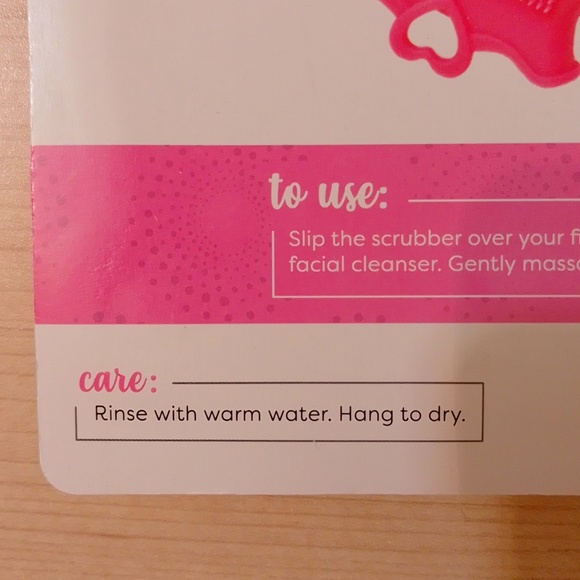 to use:
Slip the scrubber over your
facial cleanser. Gently
care:
Rinse with warm water. Hang to dry.